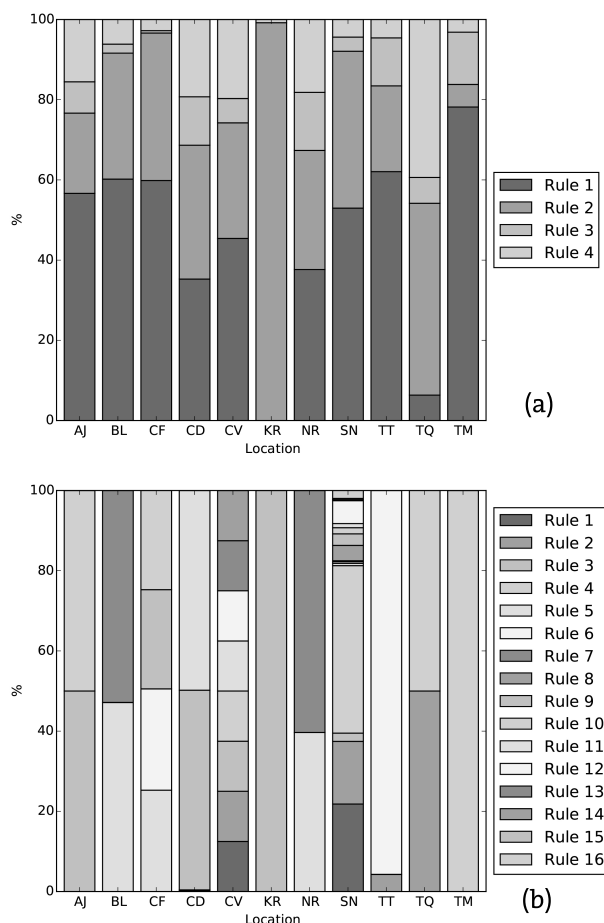 100
80
60
40
20
0
%
AJ BL CF CD CV KR NR SN TT TQ TM
Location
Rule 1
Rule 2
Rule 3
Rule 4
(a)
100
80
60
40
20
0
%
AJ BL CF CD CV KR NR SN TT TQ TM
Location
Rule 1
Rule 2
Rule 3
Rule 4
Rule 5
Rule 6
Rule 7
Rule 8
Rule 9
Rule 10
Rule 11
Rule 12
Rule 13
Rule 14
Rule 15
Rule 16
(b)